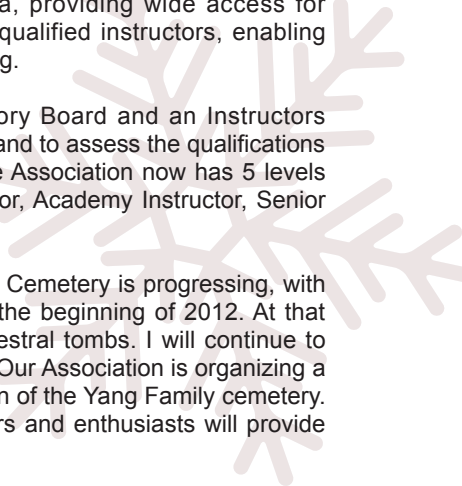 a, providing wide access for
qualified instructors, enabling
g.
ory Board and an Instructors
and to assess the qualifications
e Association now has 5 levels
or, Academy Instructor, Senior
Cemetery is progressing, with
the beginning of 2012. At that
estral tombs. I will continue to
Our Association is organizing a
n of the Yang Family cemetery.
rs and enthusiasts will provide